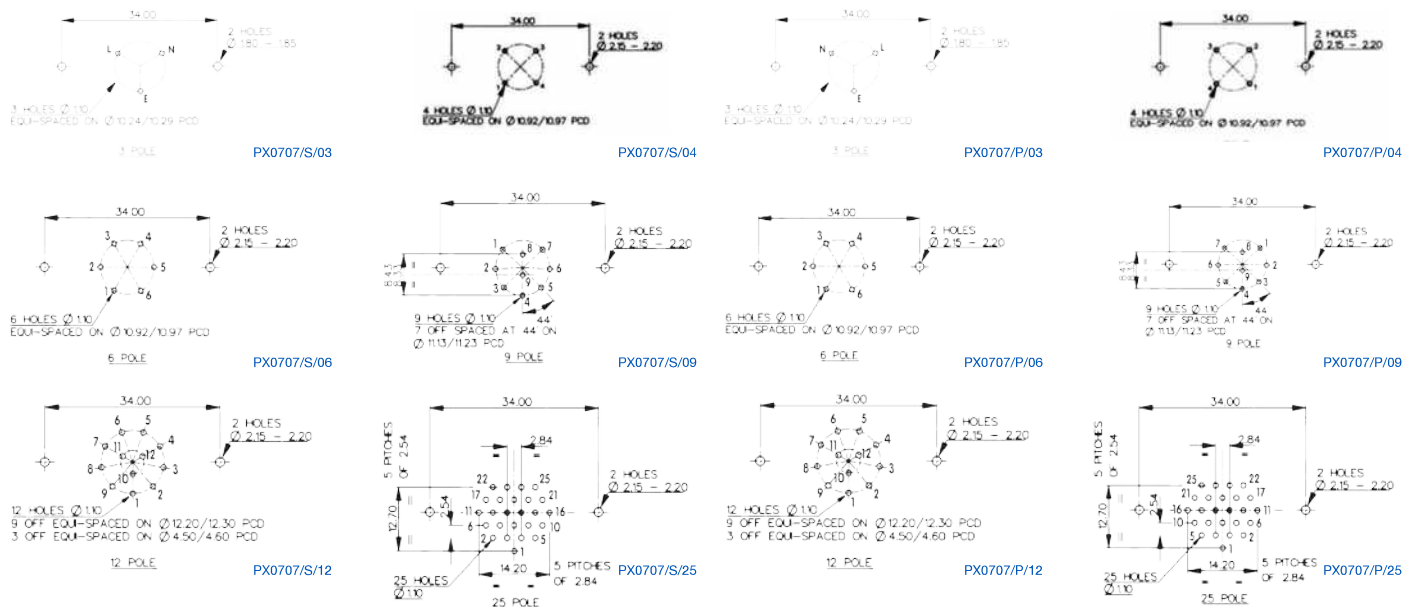 34.00
2 HOLES
Ø 1.80 - 1.85
L
N
E
3 HOLES Ø 1.10
EQUI-SPACED ON Ø 10.24/10.29 PCD
3 POLE
PX0707/S/03
34.00
2 HOLES
Ø 2.15 - 2.20
2
3
1
4
4 HOLES Ø 1.10
EQUI-SPACED ON Ø 10.92/10.97 PCD
PX0707/S/04
34.00
2 HOLES
Ø 1.80 - 1.85
N
L
E
3 HOLES Ø 1.10
EQUI-SPACED ON Ø 10.24/10.29 PCD
3 POLE
PX0707/P/03
34.00
2 HOLES
Ø 2.15 - 2.20
3
2
4
1
4 HOLES Ø 1.10
EQUI-SPACED ON Ø 10.92/10.97 PCD
PX0707/P/04
34.00
2 HOLES
Ø 2.15 - 2.20
3
4
2
5
1
6
6 HOLES Ø 1.10
EQUI-SPACED ON Ø 10.92/10.97 PCD
6 POLE
PX0707/S/06
34.00
2 HOLES
Ø 2.15 - 2.20
1
8
7
2
6
9
3
5
4
44
9 HOLES Ø 1.10
7 OFF SPACED AT 44 ON
Ø 11.13/11.23 PCD
9 POLE
PX0707/S/09
34.00
2 HOLES
Ø 2.15 - 2.20
3
4
2
5
1
6
6 HOLES Ø 1.10
EQUI-SPACED ON Ø 10.92/10.97 PCD
6 POLE
PX0707/P/06
34.00
2 HOLES
Ø 2.15 - 2.20
7
8
1
6
2
9
5
3
4
44
9 HOLES Ø 1.10
7 OFF SPACED AT 44 ON
Ø 11.13/11.23 PCD
9 POLE
PX0707/P/09
34.00
2 HOLES
Ø 2.15 - 2.20
6
5
7
11
12
4
8
3
10
9
2
1
12 HOLES Ø 1.10
9 OFF EQUI-SPACED ON Ø 12.20/12.30 PCD
3 OFF EQUI-SPACED ON Ø 4.50/4.60 PCD
12 POLE
PX0707/S/12
34.00
5 PITCHES
OF 2.54
2.84
2 HOLES
Ø 2.15 - 2.20
22
25
17
21
12.70
2.54
11
16
6
10
2
5
1
14.20
5 PITCHES
OF 2.84
25 HOLES
Ø 1.10
25 POLE
PX0707/S/25
34.00
2 HOLES
Ø 2.15 - 2.20
6
5
7
11
12
4
8
3
10
9
2
1
12 HOLES Ø 1.10
9 OFF EQUI-SPACED ON Ø 12.20/12.30 PCD
3 OFF EQUI-SPACED ON Ø 4.50/4.60 PCD
12 POLE
PX0707/P/12
34.00
5 PITCHES
OF 2.54
2.84
2 HOLES
Ø 2.15 - 2.20
25
22
21
17
12.70
2.54
16
11
10
6
5
2
1
14.20
5 PITCHES
OF 2.84
25 HOLES
Ø 1.10
25 POLE
PX0707/P/25